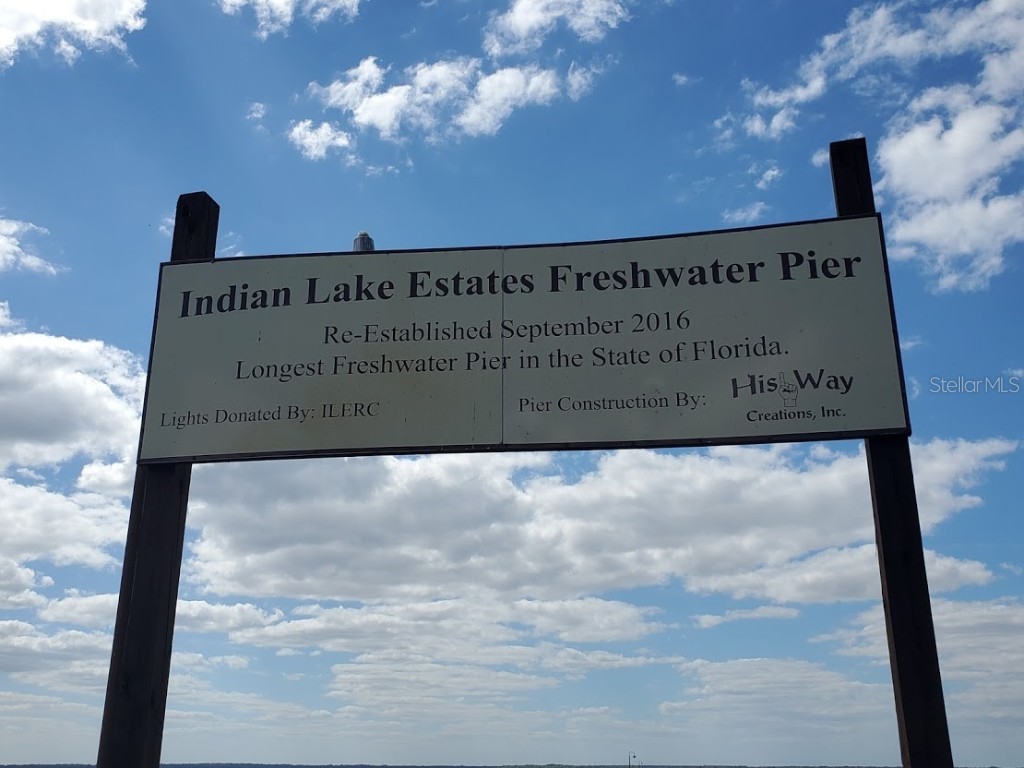 Indian Lake Estates Freshwater Pier
Re-Established September 2016
Longest Freshwater Pier in the State of Florida.
Lights Donated By: ILERC
Pier Construction By:
His Way
Creations, Inc.
Stellar MLS